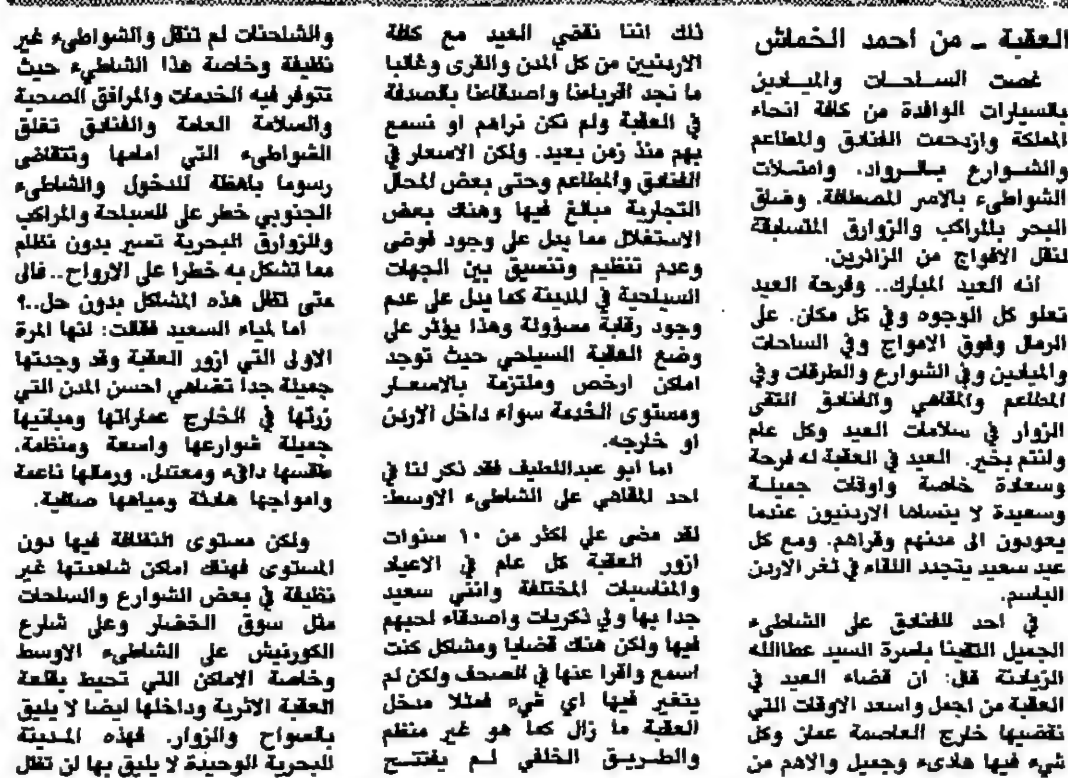 العقبة ـ من احمد الخماش
غصت الساحات والميادين
بالسيارات الوافدة من كافة انحاء
المملكة وازدحمت الفنادق والمطاعم
والشوارع بالرواد. وامتلات
الشواطىء بالاسر المصطافة. وضاق
البحر بالمراكب والزوارق المتسابقة
لنقل الافواج من الزائرين.
انه العيد المبارك.. وفرحة العيد
تعلو كل الوجوه وفي كل مكان. على
الرمال وفوق الامواج وفي الساحات
والميادين وفي الشوارع والطرقات وفي
المطاعم والمقاهي والفنادق التقى
الزوار في سلامات العيد وكل عام
وانتم بخير. العيد في العقبة له فرحة
وسعادة خاصة واوقات جميلة
وسعيدة لا ينساها الاردنيون عندما
يعودون الى مدنهم وقراهم. ومع كل
عيد سعيد يتجدد اللقاء في ثغر الاردن
الباسم.
في احد الفنادق على الشاطىء
الجميل التقينا باسرة السيد عطاالله
الزيادنة قال: ان قضاء العيد في
العقبة من اجمل واسعد الاوقات التي
نقضيها خارج العاصمة عمان وكل
شيء فيها هادىء وجميل والاهم من
ذلك اننا نقضي العيد مع كافة
الاردنيين من كل المدن والقرى وغالبا
ما نجد اقرباءنا واصدقاءنا بالصدفة
في العقبة ولم نكن نراهم او نسمع
بهم منذ زمن بعيد. ولكن الاسعار في
الفنادق والمطاعم وحتى بعض المحال
التجارية مبالغ فيها وهناك بعض
الاستغلال مما يدل على وجود فوضى
وعدم تنظيم وتنسيق بين الجهات
السياحية في المدينة كما يدل على عدم
وجود رقابة مسؤولة وهذا يؤثر على
وضع العقبة السياحي حيث توجد
اماكن ارخص وملتزمة بالاسعار
ومستوى الخدمة سواء داخل الاردن
او خارجه.
اما ابو عبداللطيف فقد ذكر لنا في
احد المقاهي على الشاطىء الاوسط:
لقد مضى علي اكثر من ١٠ سنوات
ازور العقبة كل عام في الاعياد
والمناسبات المختلفة وانني سعيد
جدا بها ولي ذكريات واصدقاء احبهم
فيها ولكن هناك قضايا ومشاكل كنت
اسمع واقرا عنها في الصحف ولكن لم
يتغير فيها اي شيء فمثلا مدخل
العقبة ما زال كما هو غير منظم
والطريق الخلفي لم يفتتح
والشاحنات لم تنقل والشواطىء غير
نظيفة وخاصة هذا الشاطىء حيث
تتوفر فيه الخدمات والمرافق الصحية
والسلامة العامة والفنادق تغلق
الشواطىء التي امامها وتتقاضى
رسوما باهظة للدخول والشاطىء
الجنوبي خطر على السباحة والمراكب
والزوارق البحرية تسير بدون نظام
مما تشكل به خطرا على الارواح.. فالى
متى تظل هذه المشاكل بدون حل..؟
اما لمياء السعيد فقالت: انها المرة
الاولى التي ازور العقبة وقد وجدتها
جميلة جدا تضاهي احسن المدن التي
زرتها في الخارج عماراتها ومبانيها
جميلة شوارعها واسعة ومنظمة.
طقسها دافىء ومعتدل. ورمالها ناعمة
وامواجها هادئة ومياهها صافية.
ولكن مستوى النظافة فيها دون
المستوى فهناك اماكن شاهدتها غير
نظيفة في بعض الشوارع والساحات
مثل سوق الخضار وعلى شارع
الكورنيش على الشاطىء الاوسط
وخاصة الاماكن التي تحيط بقلعة
العقبة الاثرية وداخلها ايضا لا يليق
بالسواح والزوار. فهذه المدينة
البحرية الوحيدة لا يليق بها ان تظل